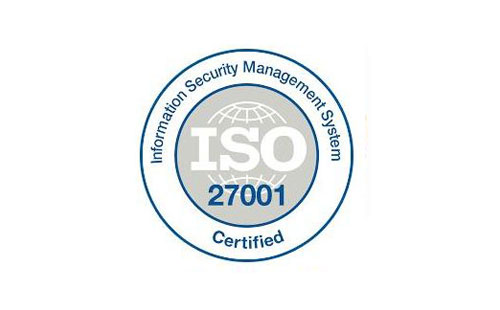 Information Security Management System
ISO
27001
Certified